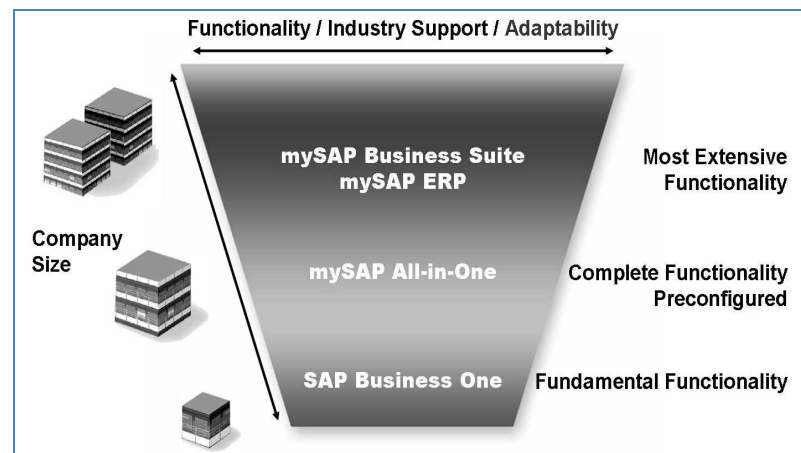 Functionality / Industry Support / Adaptability
mySAP Business Suite
mySAP ERP
Most Extensive
Functionality
Company
Size
mySAP All-in-One
Complete Functionality
Preconfigured
SAP Business One
Fundamental Functionality